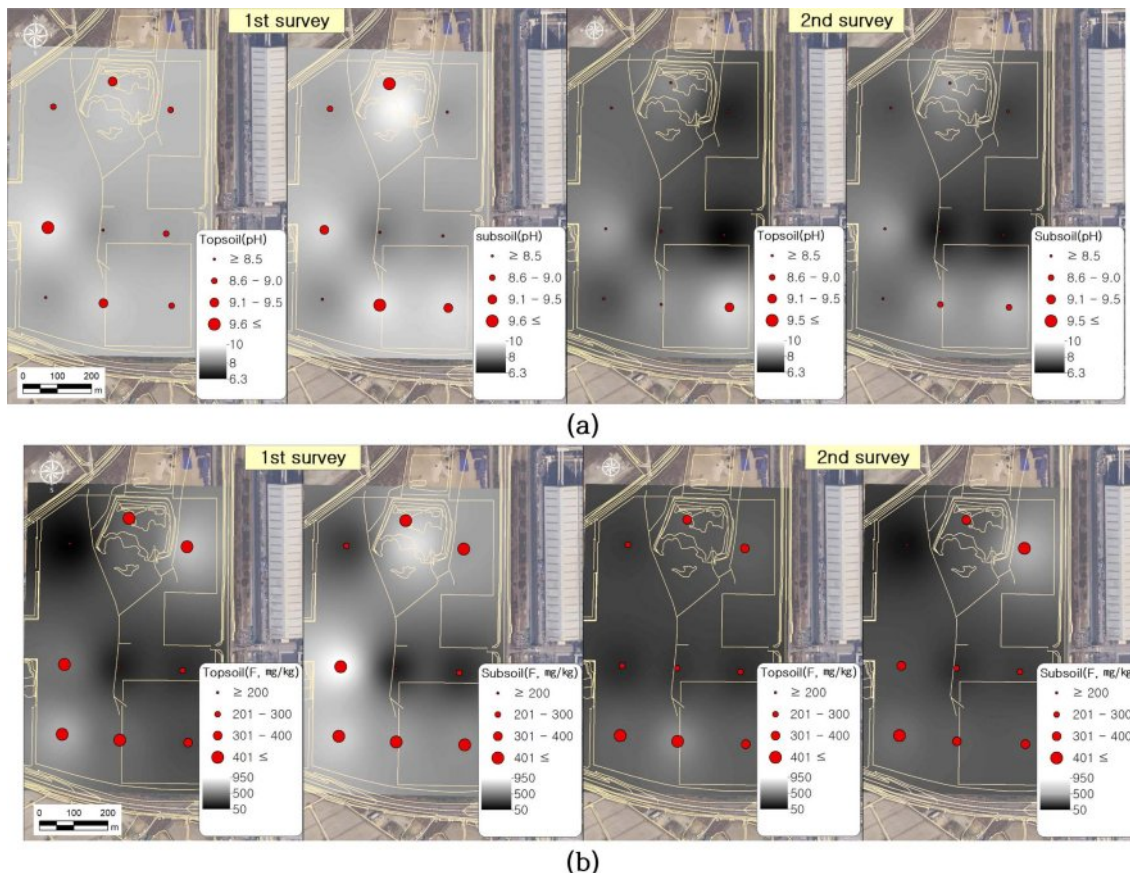 1st survey
2nd survey
Topsoil(pH)
≥ 8.5
8.6 – 9.0
9.1 – 9.5
9.6 ≤
10
8
6.3
subsoil(pH)
≥ 8.5
8.6 – 9.0
9.1 – 9.5
9.6 ≤
10
8
6.3
Topsoil(pH)
≥ 8.5
8.6 – 9.0
9.1 – 9.5
9.5 ≤
10
8
6.3
Subsoil(pH)
≥ 8.5
8.6 – 9.0
9.1 – 9.5
9.5 ≤
10
8
6.3
0 100 200
m
(a)
1st survey
2nd survey
Topsoil(F, mg/kg)
≥ 200
201 – 300
301 – 400
401 ≤
950
500
50
Subsoil(F, mg/kg)
≥ 200
201 – 300
301 – 400
401 ≤
950
500
50
Topsoil(F, mg/kg)
≥ 200
201 – 300
301 – 400
401 ≤
950
500
50
Subsoil(F, mg/kg)
≥ 200
201 – 300
301 – 400
401 ≤
950
500
50
0 100 200
m
(b)